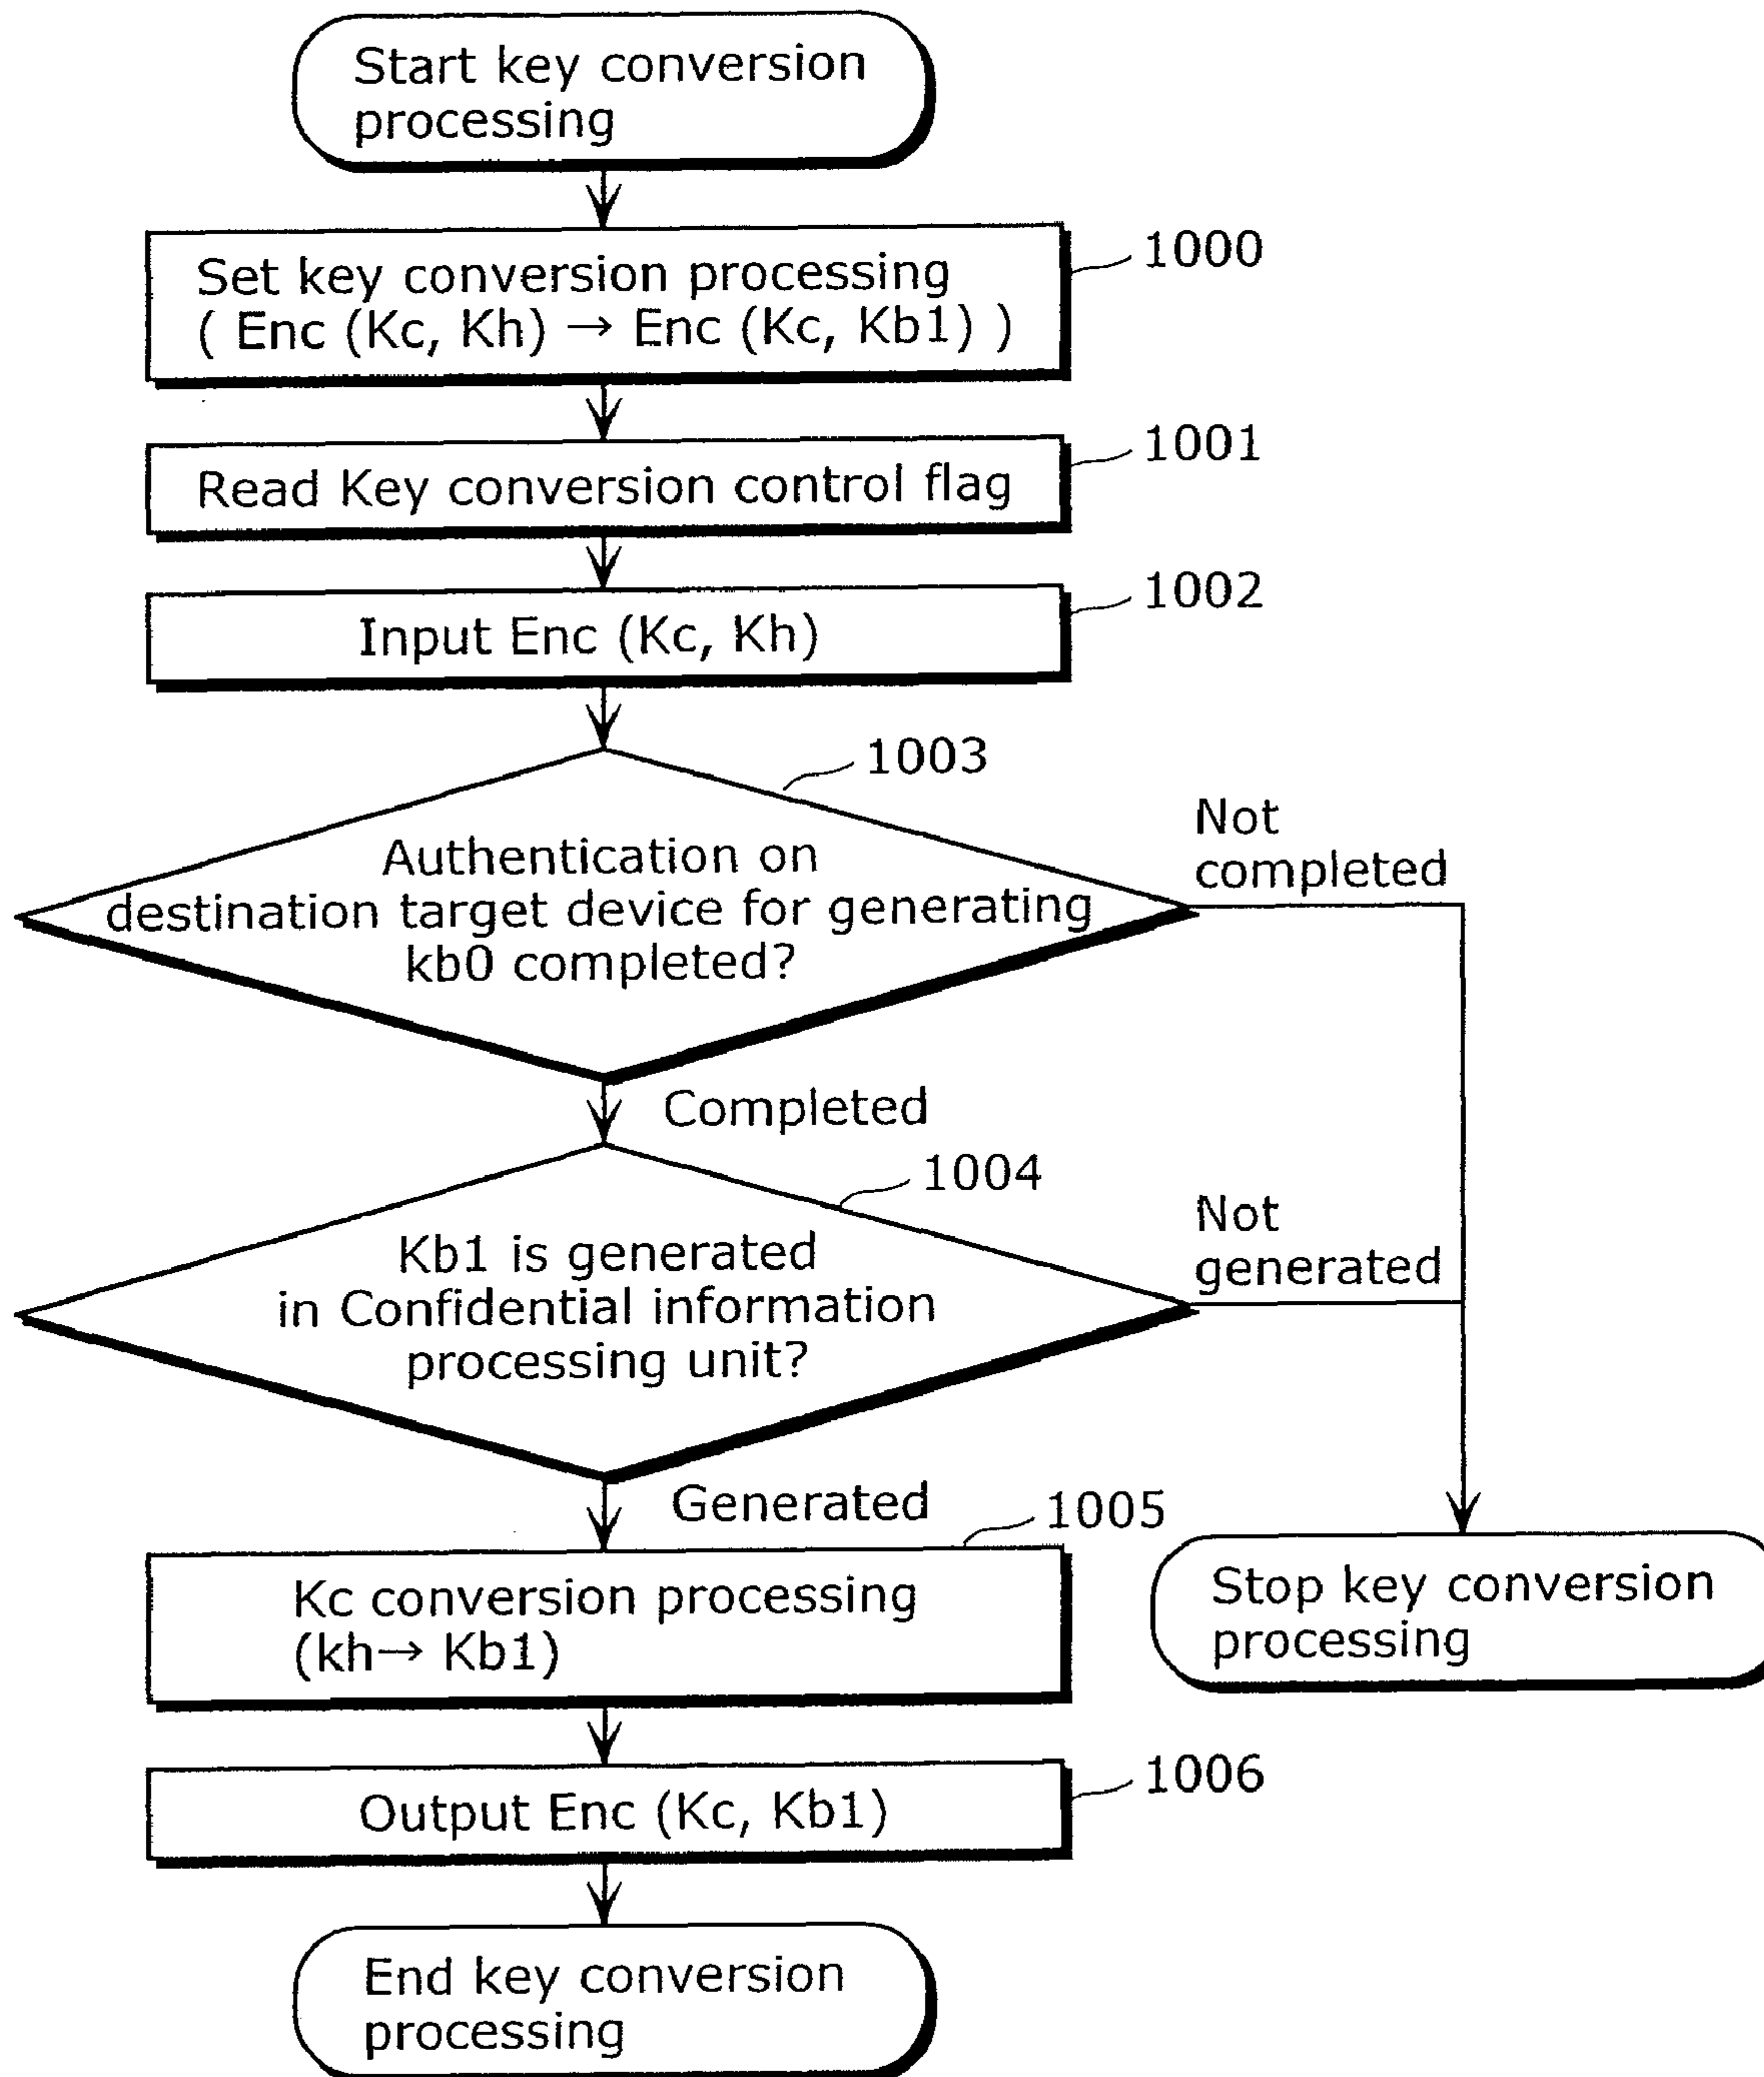 Start key conversion
processing
1000
Set key conversion processing
( Enc (Kc, Kh) → Enc (Kc, Kb1) )
1001
Read Key conversion control flag
1002
Input Enc (Kc, Kh)
1003
Not
completed
Authentication on
destination target device for generating
kb0 completed?
Completed
1004
Not
generated
Kb1 is generated
in Confidential information
processing unit?
Generated
1005
Kc conversion processing
(kh→ Kb1)
Stop key conversion
processing
1006
Output Enc (Kc, Kb1)
End key conversion
processing